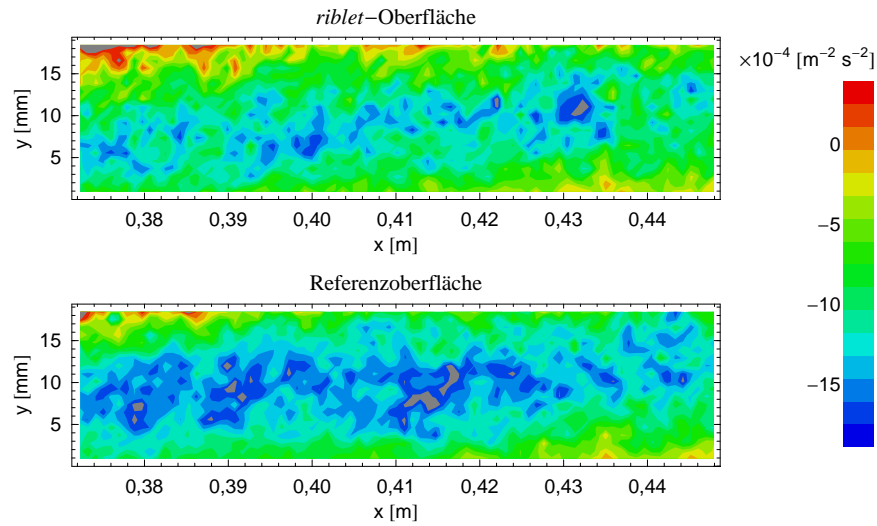 riblet−Oberfläche
×10−4 [m−2 s−2]
y [mm]
15
10
5
0,38 0,39 0,40 0,41 0,42 0,43 0,44
x [m]
0
−5
−10
−15
Referenzoberfläche
y [mm]
15
10
5
0,38 0,39 0,40 0,41 0,42 0,43 0,44
x [m]